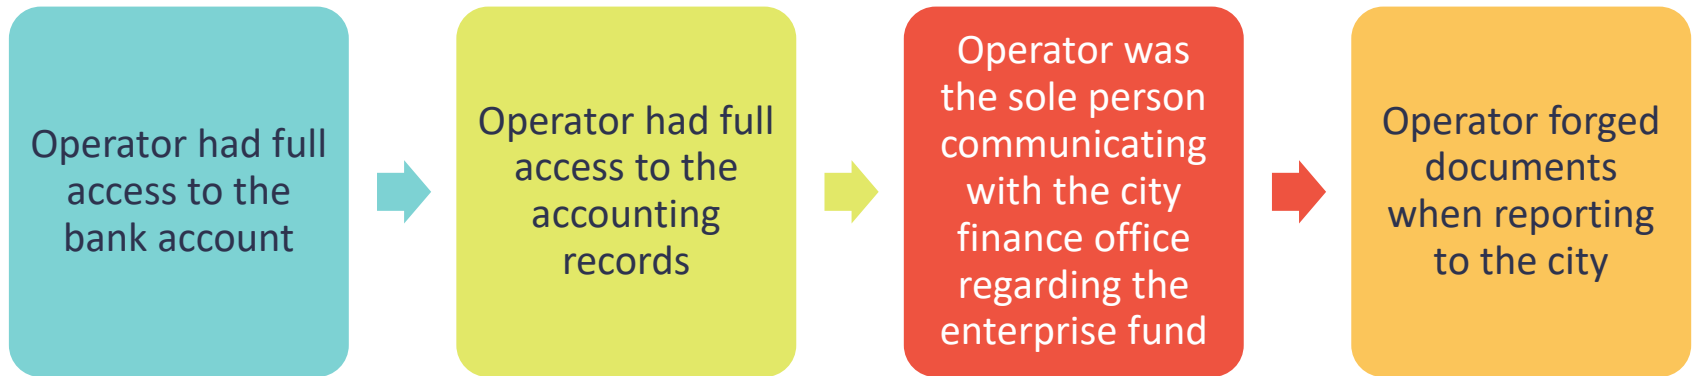 Operator had full
access to the
bank account
Operator had full
access to the
accounting
records
Operator was
the sole person
communicating
with the city
finance office
regarding the
enterprise fund
Operator forged
documents
when reporting
to the city